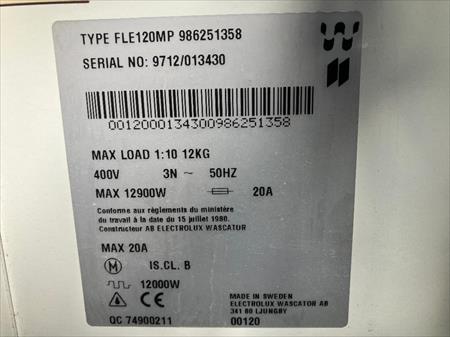 TYPE FLE120MP 986251358
SERIAL NO: 9712/013430
0012000134300986251358
MAX LOAD 1:10 12KG
400V 3N ~ 50HZ
MAX 12900W 20A
Conforme aux règlements du ministère
du travail à la date du 15 juillet 1980.
Constructeur AB ELECTROLUX WASCATOR
MAX 20A
M IS.CL. B
12000W
CE
MADE IN SWEDEN
ELECTROLUX WASCATOR AB
341 80 LJUNGBY
QC 74900211 00120